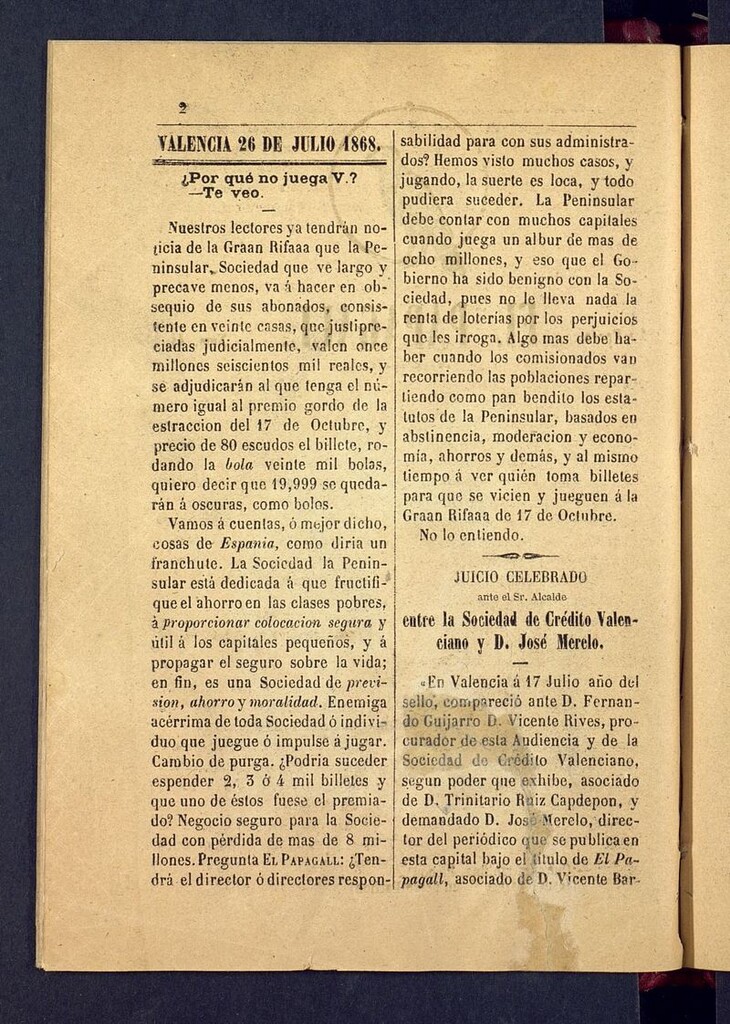 2
VALENCIA 26 DE JULIO 1868.
¿Por qué no juega V.?
—Te veo.
Nuestros lectores ya tendrán no-
ticia de la Graan Rifaaa que la Pe-
ninsular, Sociedad que ve largo y
precave menos, va á hacer en ob-
sequio de sus abonados, consis-
tente en veinte casas, que justipre-
ciadas judicialmente, valen once
millones seiscientos mil reales, y
se adjudicarán al que tenga el nú-
mero igual al premio gordo de la
estraccion del 17 de Octubre, y
precio de 80 escudos el billete, ro-
dando la bola veinte mil bolas,
quiero decir que 19,999 se queda-
rán á oscuras, como bolos.
Vamos á cuentas, ó mejor dicho,
cosas de Espania, como diria un
franchute. La Sociedad la Penin-
sular está dedicada á que fructifi-
que el ahorro en las clases pobres,
á proporcionar colocacion segura y
útil á los capitales pequeños, y á
propagar el seguro sobre la vida;
en fin, es una Sociedad de previ-
sion, ahorro y moralidad. Enemiga
acérrima de toda Sociedad ó indivi-
duo que juegue ó impulse á jugar.
Cambio de purga. ¿Podria suceder
espender 2, 3 ó 4 mil billetes y
que uno de éstos fuese el premia-
do? Negocio seguro para la Socie-
dad con pérdida de mas de 8 mi-
llones. Pregunta EL PAPAGALL: ¿Ten-
drá el director ó directores respon-
sabilidad para con sus administra-
dos? Hemos visto muchos casos, y
jugando, la suerte es loca, y todo
pudiera suceder. La Peninsular
debe contar con muchos capitales
cuando juega un albur de mas de
ocho millones, y eso que el Go-
bierno ha sido benigno con la So-
ciedad, pues no le lleva nada la
renta de loterías por los perjuicios
que les irroga. Algo mas debe ha-
ber cuando los comisionados van
recorriendo las poblaciones repar-
tiendo como pan bendito los esta-
tutos de la Peninsular, basados en
abstinencia, moderacion y econo-
mía, ahorros y demás, y al mismo
tiempo á ver quién toma billetes
para que se vicien y jueguen á la
Graan Rifaaa de 17 de Octubre.
No lo entiendo.
JUICIO CELEBRADO
ante el Sr. Alcalde
entre la Sociedad de Crédito Valen-
ciano y D. José Merelo.
«En Valencia á 17 Julio año del
sello, compareció ante D. Fernan-
do Guijarro D. Vicente Rives, pro-
curador de esta Audiencia y de la
Sociedad de Crédito Valenciano,
segun poder que exhibe, asociado
de D. Trinitario Ruiz Capdepon, y
demandado D. José Merelo, direc-
tor del periódico que se publica en
esta capital bajo el título de El Pa-
pagall, asociado de D. Vicente Bar-